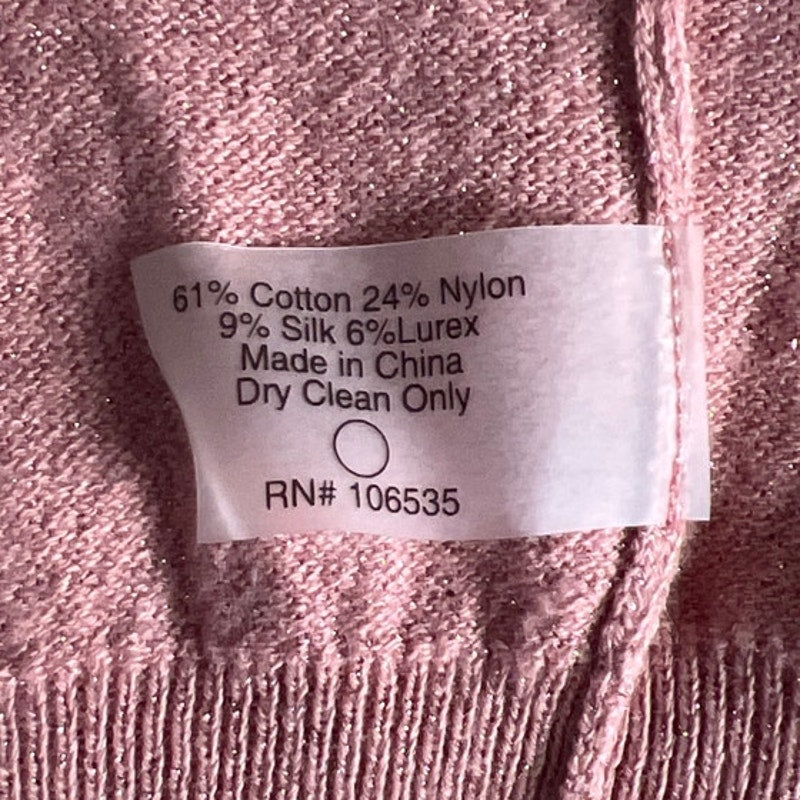 61% Cotton 24% Nylon
9% Silk 6%Lurex
Made in China
Dry Clean Only
RN# 106535